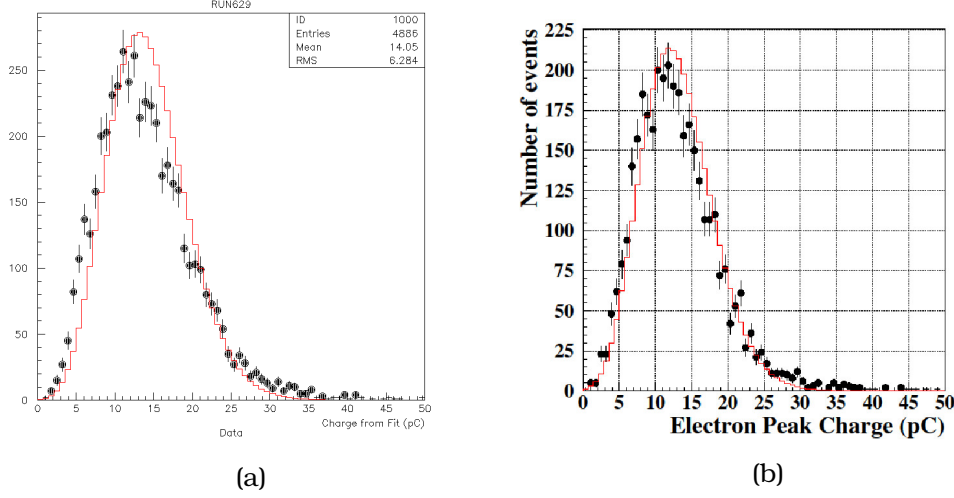 RUN629
ID 1000
Entries 4886
Mean 14.05
RMS 6.284
250
200
150
100
50
0
0 5 10 15 20 25 30 35 40 45 50
Charge from Fit (pC)
Data
(a)
Number of events
225
200
175
150
125
100
75
50
25
0
0 5 10 15 20 25 30 35 40 45 50
Electron Peak Charge (pC)
(b)